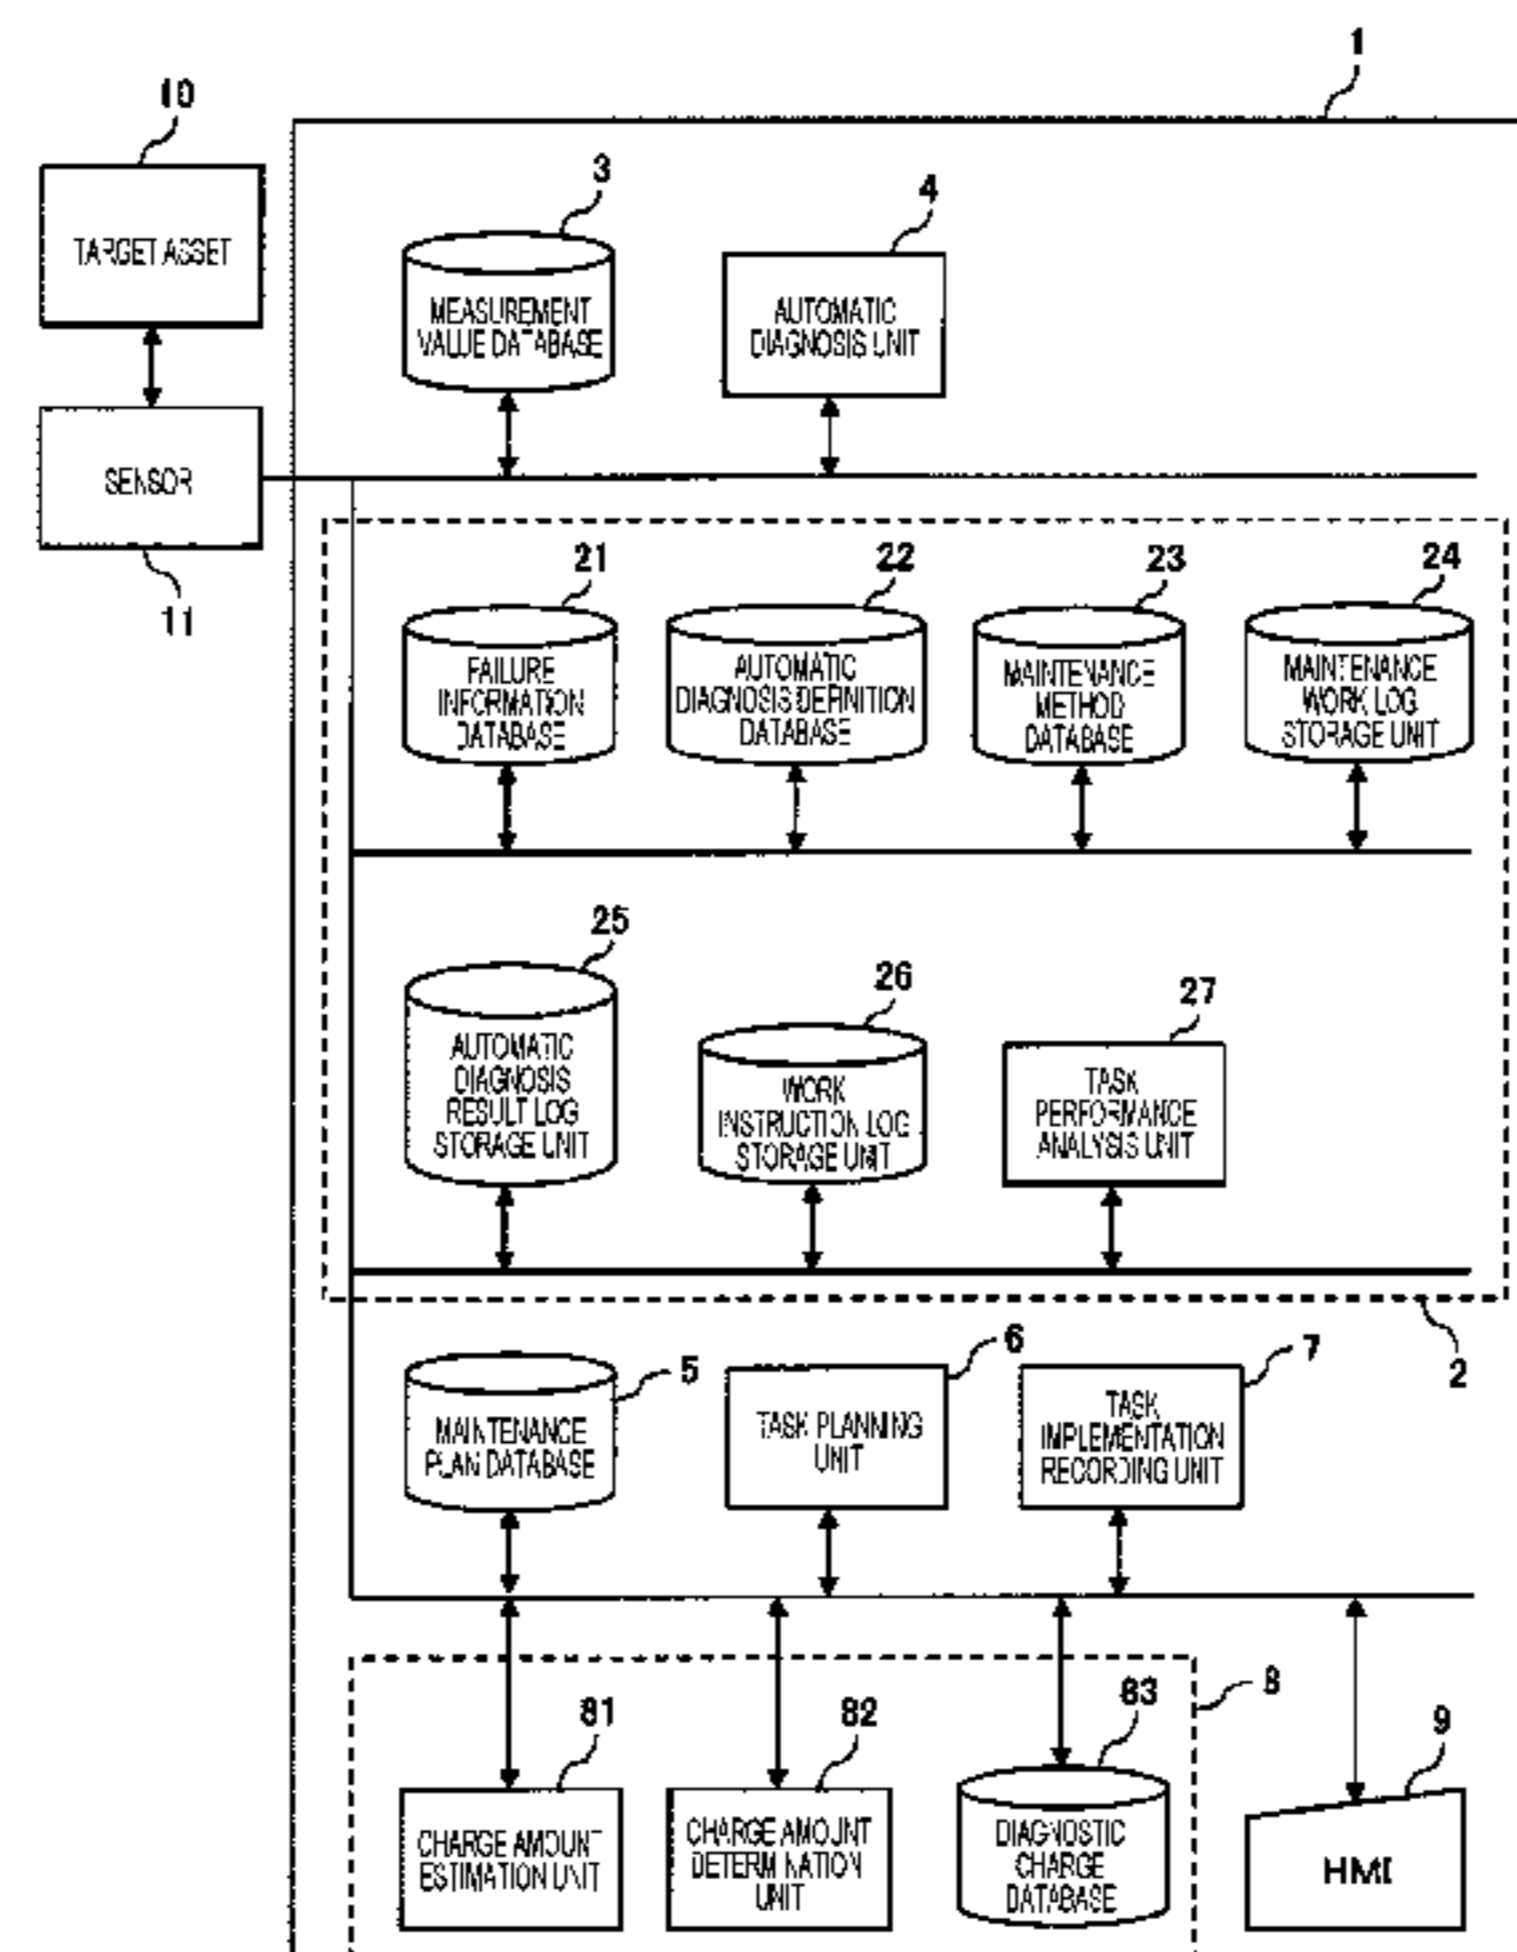 1
10
TARGET ASSET
3
MEASUREMENT
VALUE DATABASE
4
AUTOMATIC
DIAGNOSIS UNIT
SENSOR
11
21
FAILURE
INFORMATION
DATABASE
22
AUTOMATIC
DIAGNOSIS DEFINITION
DATABASE
23
MAINTENANCE
METHOD
DATABASE
24
MAINTENANCE
WORK LOG
STORAGE UNIT
25
AUTOMATIC
DIAGNOSIS
RESULT LOG
STORAGE UNIT
26
WORK
INSTRUCTION LOG
STORAGE UNIT
27
TASK
PERFORMANCE
ANALYSIS UNIT
2
5
MAINTENANCE
PLAN DATABASE
6
TASK PLANNING
UNIT
7
TASK
IMPLEMENTATION
RECORDING UNIT
8
81
CHARGE AMOUNT
ESTIMATION UNIT
82
CHARGE AMOUNT
DETERMINATION
UNIT
83
DIAGNOSTIC
CHARGE
DATABASE
9
HMI